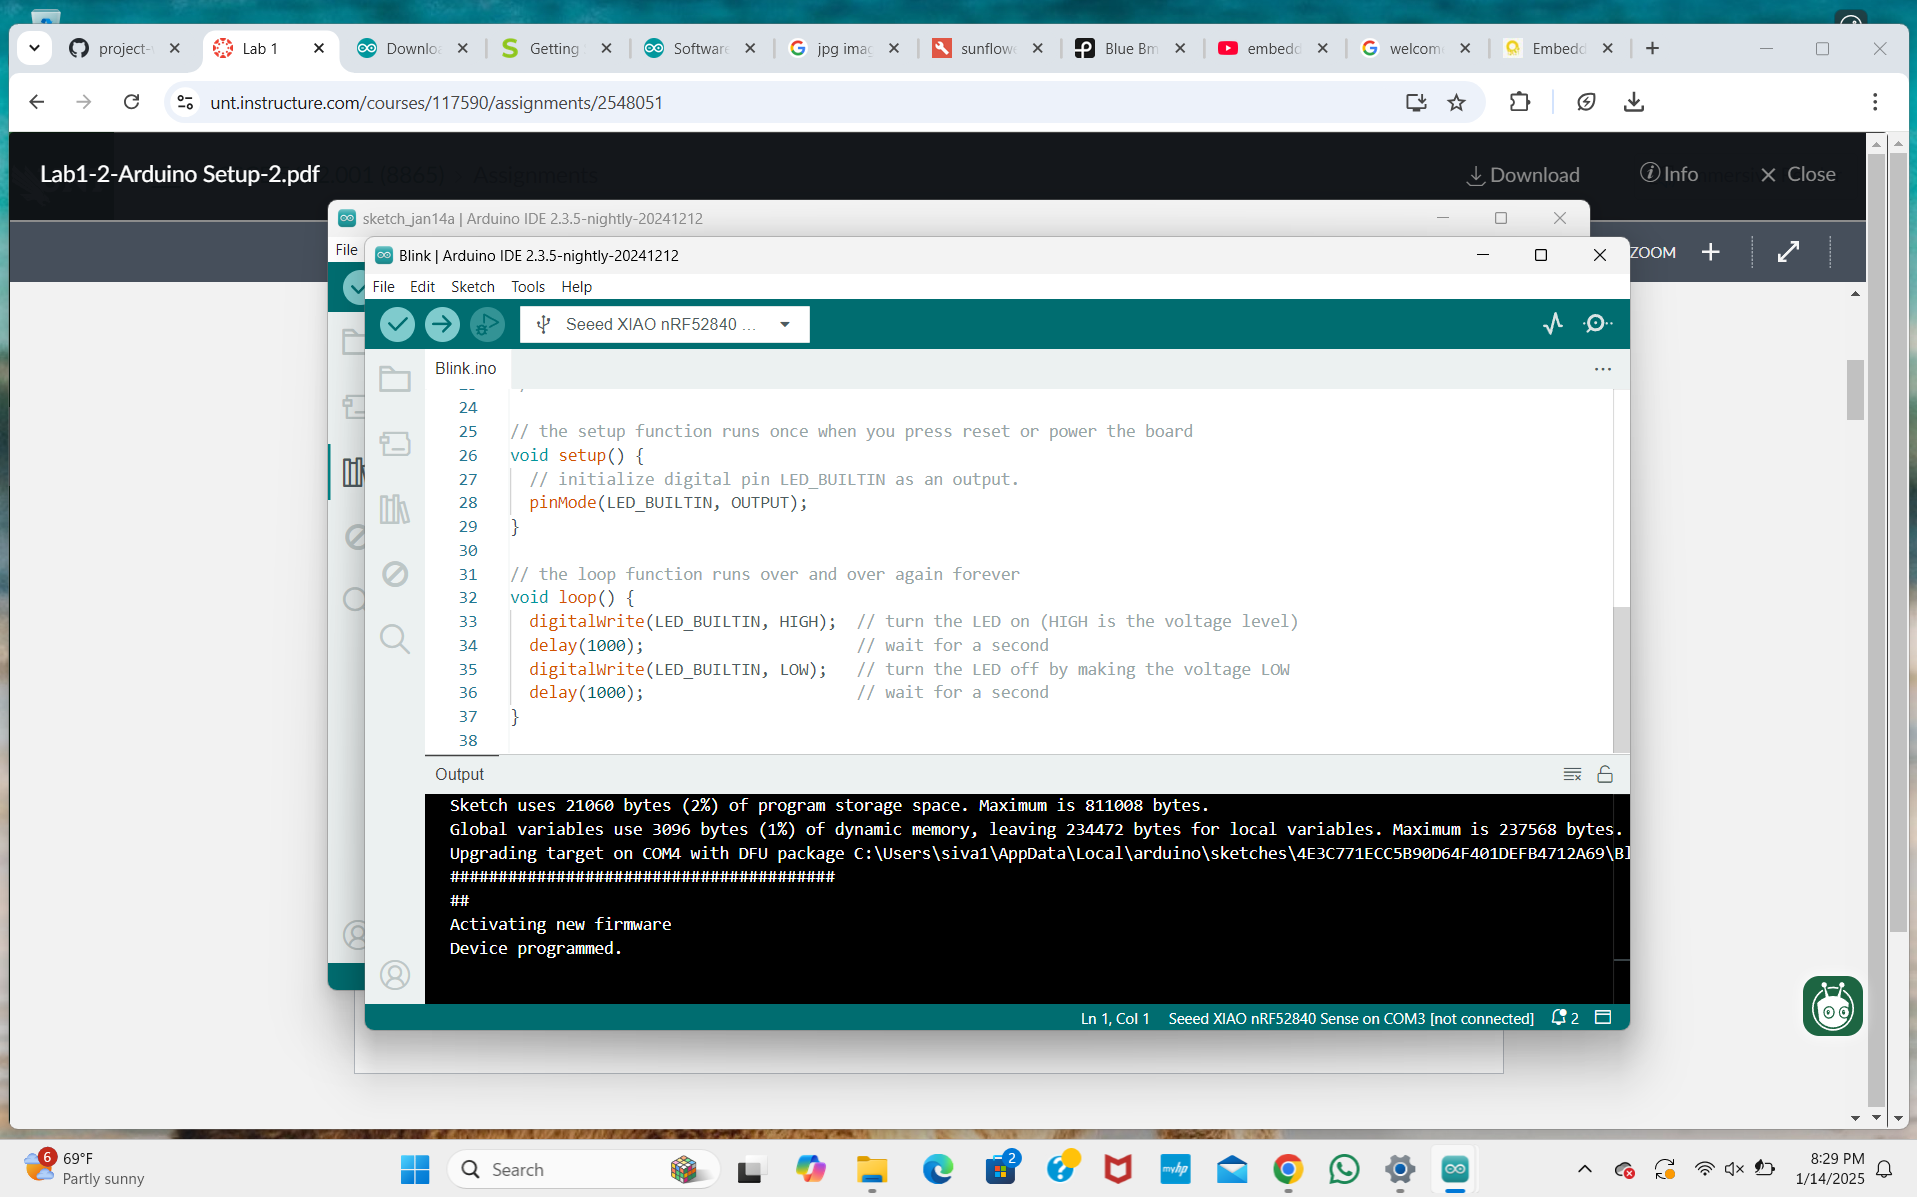 project-
Lab 1
Downlo
Getting
Software
jpg imag
sunflow
Blue Bm
embedd
welcom
Embedd
unt.instructure.com/courses/117590/assignments/2548051
Lab1-2-Arduino Setup-2.pdf
2.001 (8865)
Assignments
Download
Info
Close
sketch_jan14a | Arduino IDE 2.3.5-nightly-20241212
File
ZOOM
Blink | Arduino IDE 2.3.5-nightly-20241212
File Edit Sketch Tools Help
Seeed XIAO nRF52840 ...
Blink.ino
24
25 // the setup function runs once when you press reset or power the board
26 void setup() {
27 // initialize digital pin LED_BUILTIN as an output.
28 pinMode(LED_BUILTIN, OUTPUT);
29 }
30
31 // the loop function runs over and over again forever
32 void loop() {
33 digitalWrite(LED_BUILTIN, HIGH); // turn the LED on (HIGH is the voltage level)
34 delay(1000); // wait for a second
35 digitalWrite(LED_BUILTIN, LOW); // turn the LED off by making the voltage LOW
36 delay(1000); // wait for a second
37 }
38
Output
Sketch uses 21060 bytes (2%) of program storage space. Maximum is 811008 bytes.
Global variables use 3096 bytes (1%) of dynamic memory, leaving 234472 bytes for local variables. Maximum is 237568 bytes.
Upgrading target on COM4 with DFU package C:\Users\siva1\AppData\Local\arduino\sketches\4E3C771ECC5B90D64F401DEFB4712A69\Bl
########################################
##
Activating new firmware
Device programmed.
Ln 1, Col 1 Seeed XIAO nRF52840 Sense on COM3 [not connected] 2
6
69°F
Partly sunny
Search
2
myhp
8:29 PM
1/14/2025